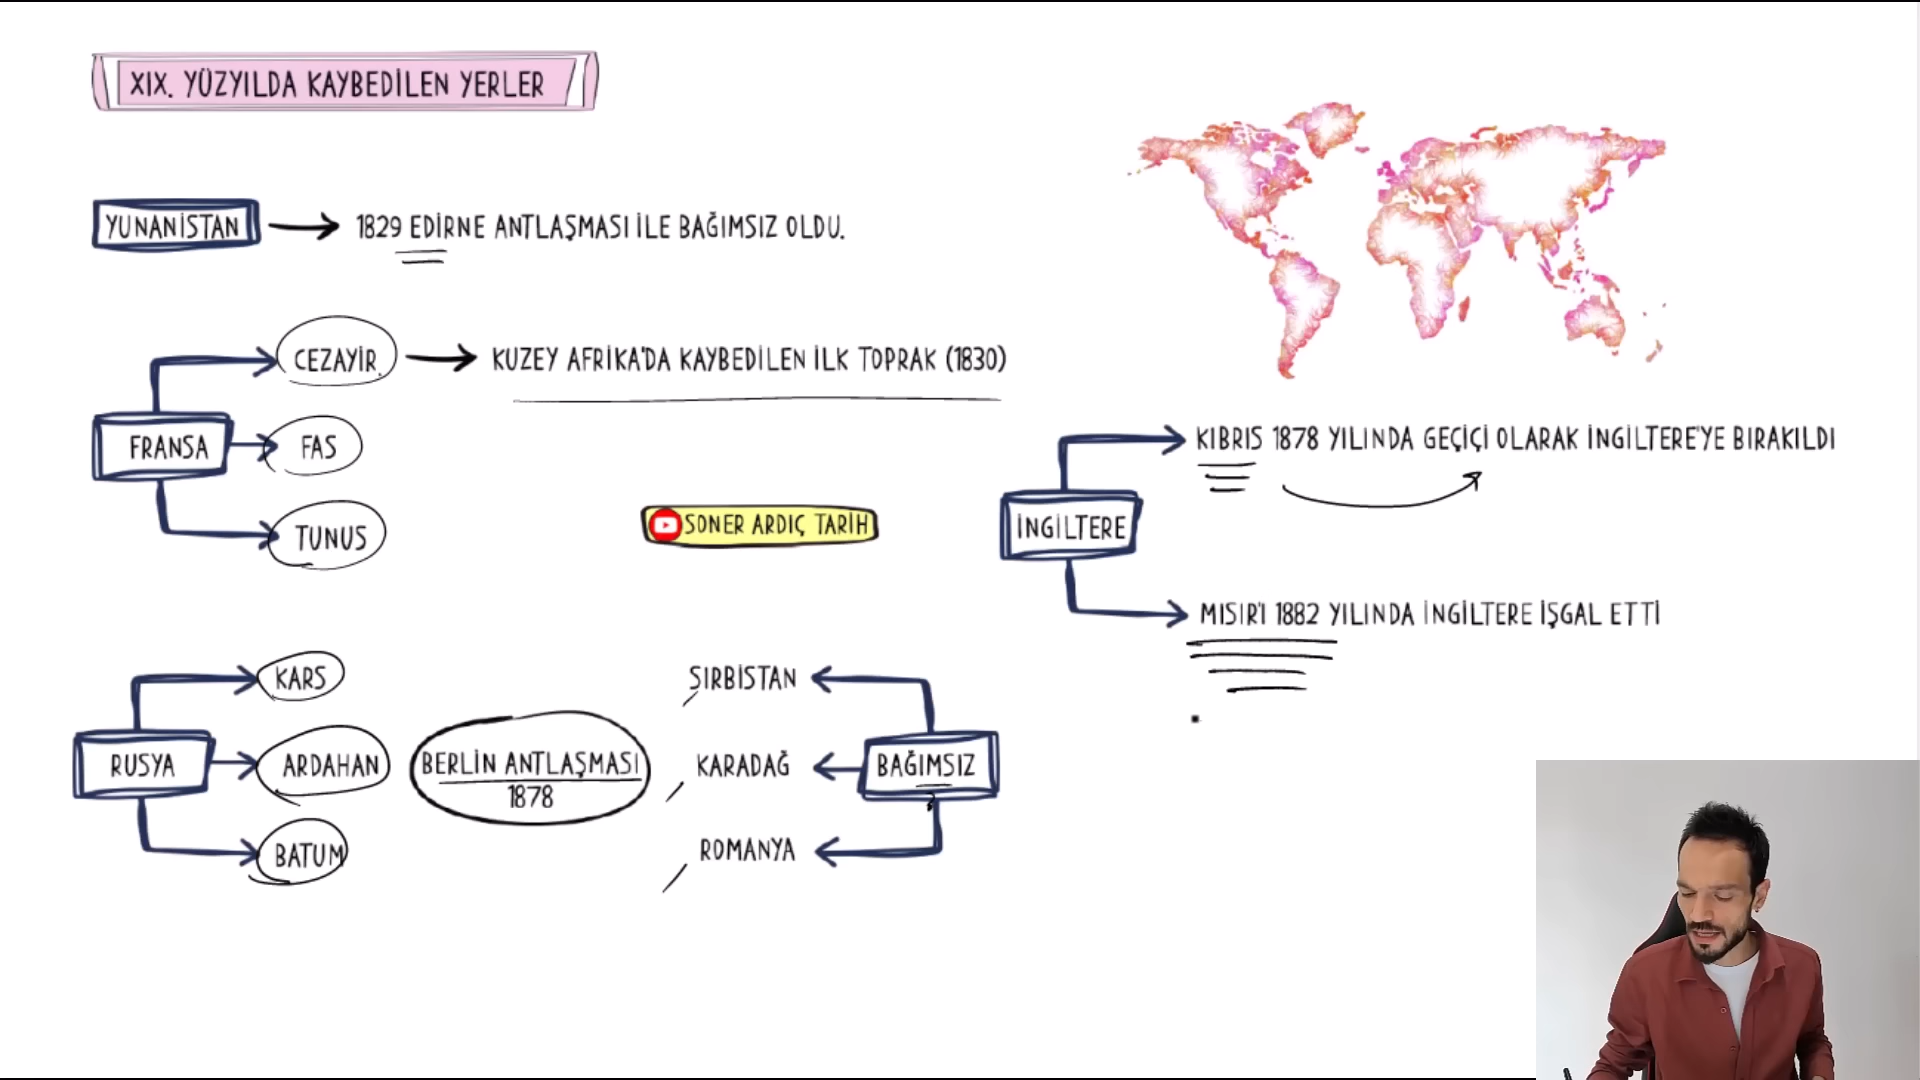 XIX. YÜZYILDA KAYBEDİLEN YERLER
YUNANİSTAN
1829 EDİRNE ANTLAŞMASI İLE BAĞIMSIZ OLDU.
CEZAYİR
KUZEY AFRİKA'DA KAYBEDİLEN İLK TOPRAK (1830)
FRANSA
FAS
TUNUS
SONER ARDIÇ TARİH
KIBRIS 1878 YILINDA GEÇİÇİ OLARAK İNGİLTERE'YE BIRAKILDI
İNGİLTERE
MISIR'I 1882 YILINDA İNGİLTERE İŞGAL ETTİ
KARS
RUSYA
ARDAHAN
BATUM
BERLİN ANTLAŞMASI
1878
SIRBİSTAN
KARADAĞ
BAĞIMSIZ
ROMANYA